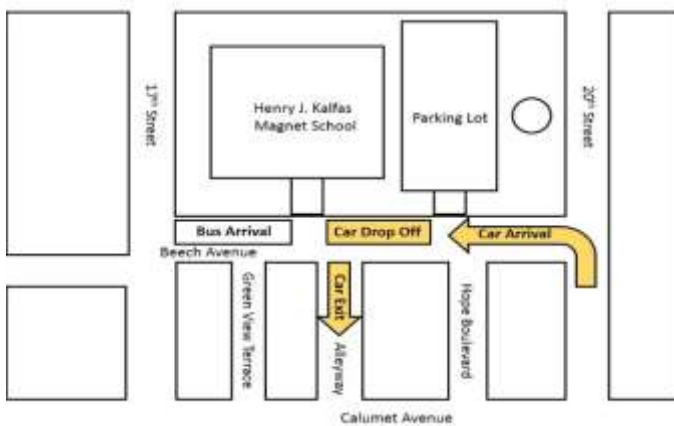 17th Street
Henry J. Kalfas
Magnet School
Parking Lot
20th Street
Bus Arrival
Car Drop Off
Car Arrival
Beech Avenue
Green View Terrace
Car Exit
Alleyway
Hope Boulevard
Calumet Avenue